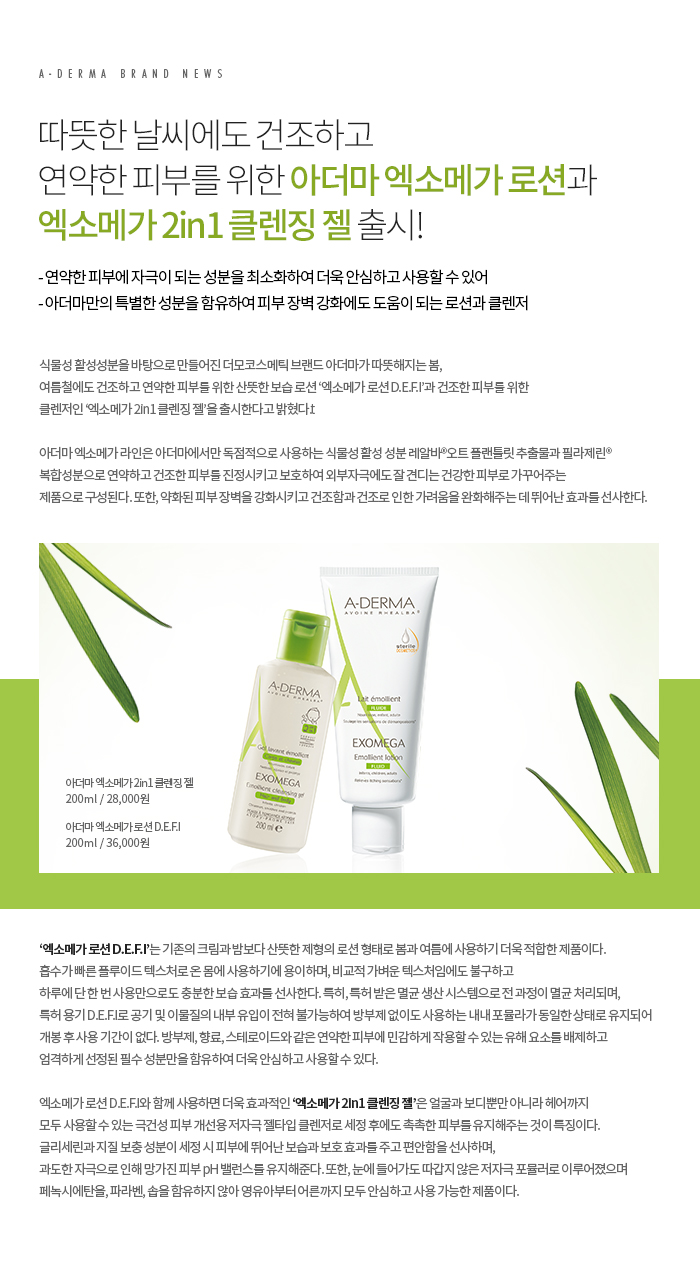 A-DERMA BRAND NEWS
따뜻한 날씨에도 건조하고
연약한 피부를 위한 아더마 엑소메가 로션과
엑소메가 2in1 클렌징 젤 출시!
- 연약한 피부에 자극이 되는 성분을 최소화하여 더욱 안심하고 사용할 수 있어
- 아더마만의 특별한 성분을 함유하여 피부 장벽 강화에도 도움이 되는 로션과 클렌저
식물성 활성성분을 바탕으로 만들어진 더모코스메틱 브랜드 아더마가 따뜻해지는 봄,
여름철에도 건조하고 연약한 피부를 위한 산뜻한 보습 로션 ‘엑소메가 로션 D.E.F.I’과 건조한 피부를 위한
클렌저인 ‘엑소메가 2in1 클렌징 젤’을 출시한다고 밝혔다.t
아더마 엑소메가 라인은 아더마에서만 독점적으로 사용하는 식물성 활성 성분 레알바®오트 플랜틀릿 추출물과 필라제린®
복합성분으로 연약하고 건조한 피부를 진정시키고 보호하여 외부자극에도 잘 견디는 건강한 피부로 가꾸어주는
제품으로 구성된다. 또한, 약화된 피부 장벽을 강화시키고 건조함과 건조로 인한 가려움을 완화해주는 데 뛰어난 효과를 선사한다.
A-DERMA
AVOINE RHEALBA®
sterile
COSMETICS
Lait émollient
FLUIDE
EXOMEGA
Emollient lotion
FLUID
A-DERMA
AVOINE RHEALBA®
Gel lavant émollient
EXOMEGA
Emollient cleansing gel
Hair and body
200 ml ℮
아더마 엑소메가 2in1 클렌징 젤
200ml / 28,000원
아더마 엑소메가 로션 D.E.F.I
200ml / 36,000원
‘엑소메가 로션 D.E.F.I’는 기존의 크림과 밤보다 산뜻한 제형의 로션 형태로 봄과 여름에 사용하기 더욱 적합한 제품이다.
흡수가 빠른 플루이드 텍스처로 온 몸에 사용하기에 용이하며, 비교적 가벼운 텍스처임에도 불구하고
하루에 단 한 번 사용만으로도 충분한 보습 효과를 선사한다. 특히, 특허 받은 멸균 생산 시스템으로 전 과정이 멸균 처리되며,
특허 용기 D.E.F.I로 공기 및 이물질의 내부 유입이 전혀 불가능하여 방부제 없이도 사용하는 내내 포뮬라가 동일한 상태로 유지되어
개봉 후 사용 기간이 없다. 방부제, 향료, 스테로이드와 같은 연약한 피부에 민감하게 작용할 수 있는 유해 요소를 배제하고
엄격하게 선정된 필수 성분만을 함유하여 더욱 안심하고 사용할 수 있다.
엑소메가 로션 D.E.F.I와 함께 사용하면 더욱 효과적인 ‘엑소메가 2in1 클렌징 젤’은 얼굴과 보디뿐만 아니라 헤어까지
모두 사용할 수 있는 극건성 피부 개선용 저자극 젤타입 클렌저로 세정 후에도 촉촉한 피부를 유지해주는 것이 특징이다.
글리세린과 지질 보충 성분이 세정 시 피부에 뛰어난 보습과 보호 효과를 주고 편안함을 선사하며,
과도한 자극으로 인해 망가진 피부 pH 밸런스를 유지해준다. 또한, 눈에 들어가도 따갑지 않은 저자극 포뮬러로 이루어졌으며
페녹시에탄올, 파라벤, 솝을 함유하지 않아 영유아부터 어른까지 모두 안심하고 사용 가능한 제품이다.